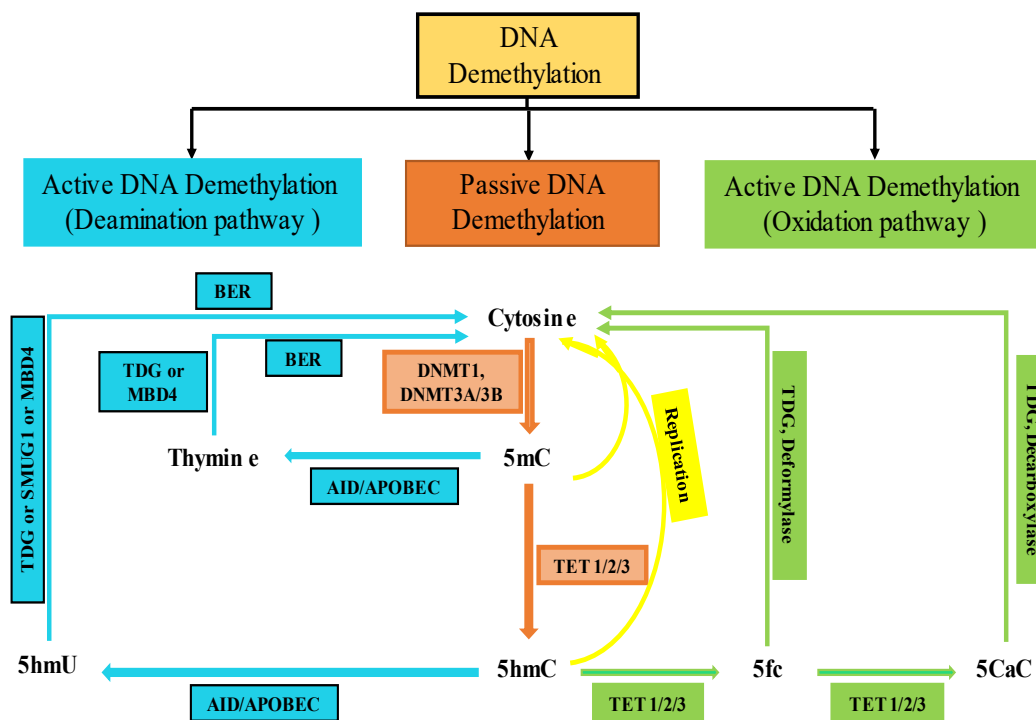 DNA
Demethylation
Active DNA Demethylation
(Deamination pathway )
Passive DNA
Demethylation
Active DNA Demethylation
(Oxidation pathway )
BER
Cytosine
TDG or
MBD4
BER
DNMT1,
DNMT3A/3B
TDG or SMUG1 or MBD4
Replication
TDG, Deformylase
TDG, Decarboxylase
Thymine
5mC
AID/APOBEC
TET 1/2/3
5hmU
5hmC
5fc
5CaC
AID/APOBEC
TET 1/2/3
TET 1/2/3